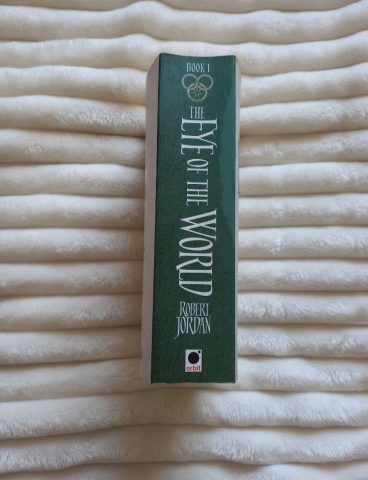 BOOK 1
THE
EYE OF THE WORLD
ROBERT
JORDAN
orbit